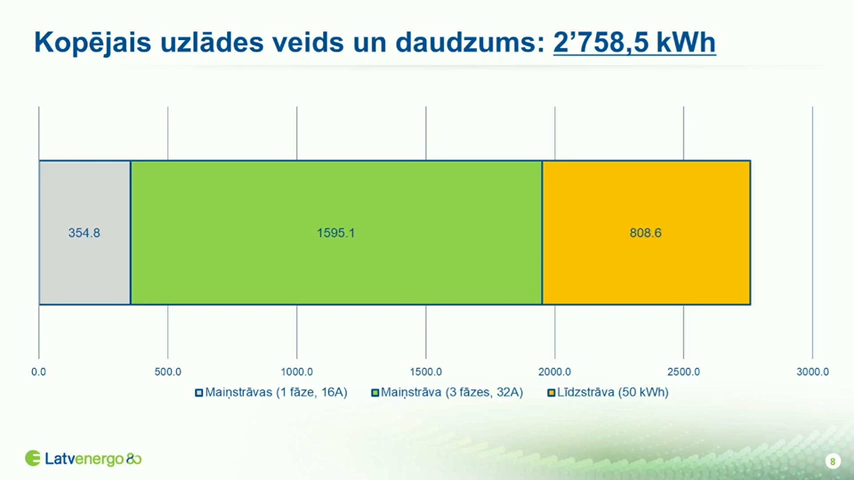 Kopējais uzlādes veids un daudzums: 2’758,5 kWh
354.8 1595.1 808.6
0.0 500.0 1000.0 1500.0 2000.0 2500.0 3000.0
Maiņstrāvas (1 fāze, 16A) Maiņstrāva (3 fāzes, 32A) Līdzstrāva (50 kWh)
Latvenergo 80
8